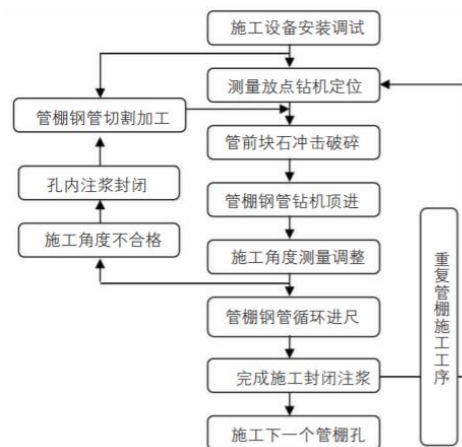 施工设备安装调试
测量放点钻机定位
管棚钢管切割加工
管前块石冲击破碎
孔内注浆封闭
管棚钢管钻机顶进
施工角度不合格
施工角度测量调整
管棚钢管循环进尺
完成施工封闭注浆
施工下一个管棚孔
重复管棚施工工序